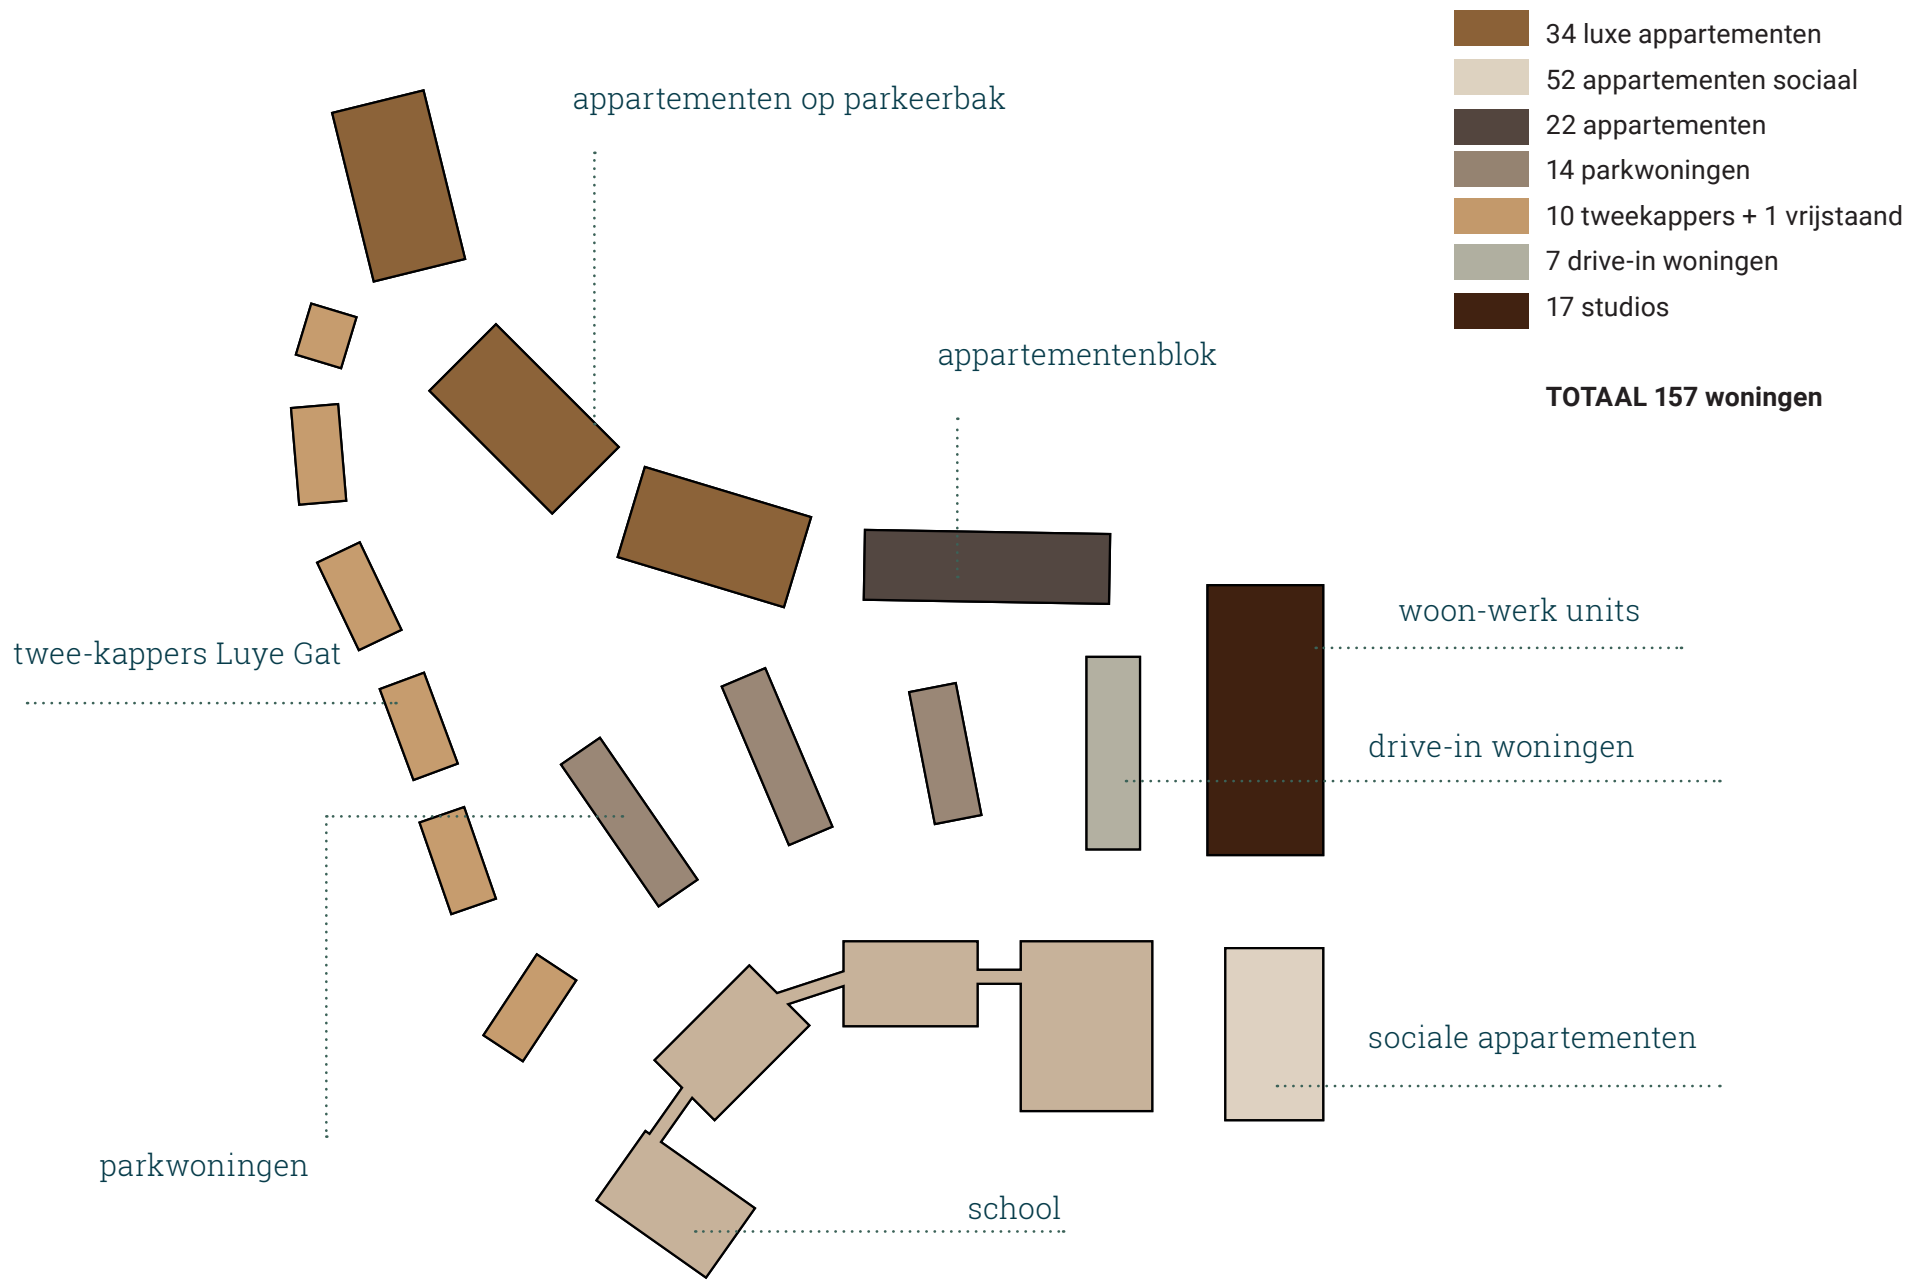 34 luxe appartementen
52 appartementen sociaal
22 appartementen
14 parkwoningen
10 tweekappers + 1 vrijstaand
7 drive-in woningen
17 studios
TOTAAL 157 woningen
appartementen op parkeerbak
appartementenblok
woon-werk units
twee-kappers Luye Gat
drive-in woningen
sociale appartementen
parkwoningen
school